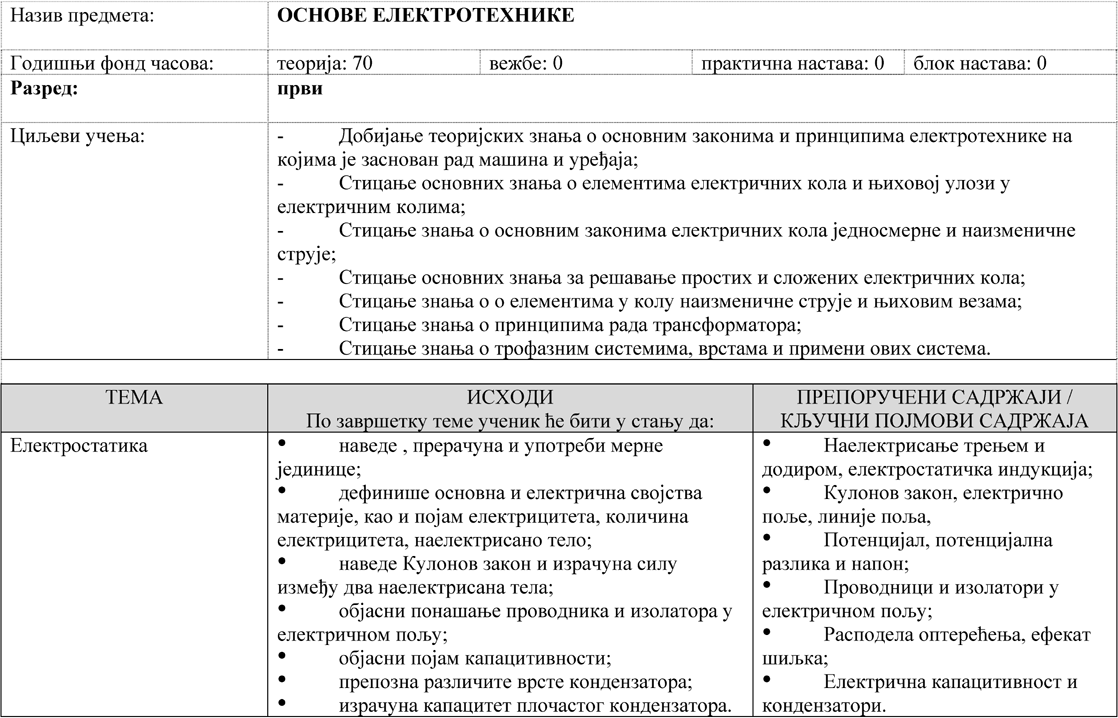 Назив предмета: ОСНОВЕ ЕЛЕКТРОТЕХНИКЕ
Годишњи фонд часова: теорија: 70 вежбе: 0 практична настава: 0 блок настава: 0
Разред: први
Циљеви учења:
- Добијање теоријских знања о основним законима и принципима електротехнике на
којима је заснован рад машина и уређаја;
- Стицање основних знања о елементима електричних кола и њиховој улози у
електричним колима;
- Стицање знања о основним законима електричних кола једносмерне и наизменичне
струје;
- Стицање основних знања за решавање простих и сложених електричних кола;
- Стицање знања о о елементима у колу наизменичне струје и њиховим везама;
- Стицање знања о принципима рада трансформатора;
- Стицање знања о трофазним системима, врстама и примени ових система.
ТЕМА
ИСХОДИ
По завршетку теме ученик ће бити у стању да:
ПРЕПОРУЧЕНИ САДРЖАЈИ /
КЉУЧНИ ПОЈМОВИ САДРЖАЈА
Електростатика
• наведе , прерачуна и употреби мерне
јединице;
• дефинише основна и електрична својства
материје, као и појам електрицитета, количина
електрицитета, наелектрисано тело;
• наведе Кулонов закон и израчуна силу
између два наелектрисана тела;
• објасни понашање проводника и изолатора у
електричном пољу;
• објасни појам капацитивности;
• препозна различите врсте кондензатора;
• израчуна капацитет плочастог кондензатора.
• Наелектрисање трењем и
додиром, електростатичка индукција;
• Кулонов закон, електрично
поље, линије поља,
• Потенцијал, потенцијална
разлика и напон;
• Проводници и изолатори у
електричном пољу;
• Расподела оптерећења, ефекат
шиљка;
• Електрична капацитивност и
кондензатори.